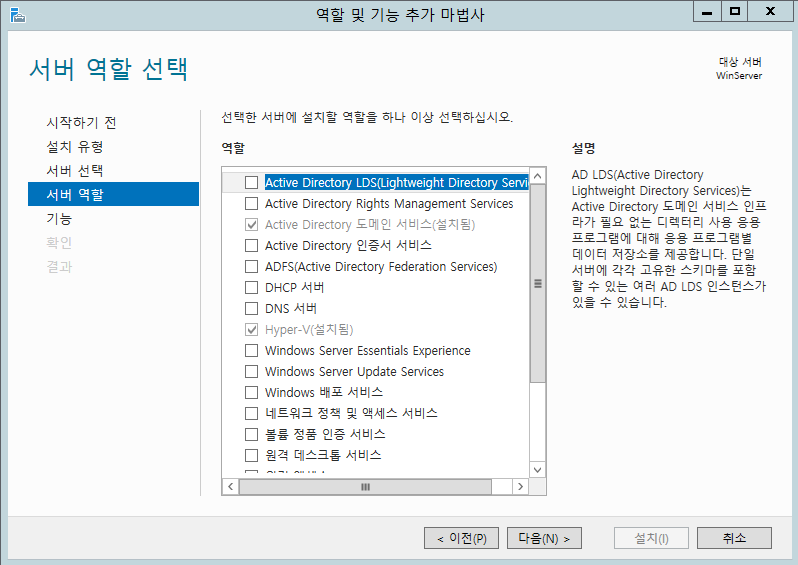 역할 및 기능 추가 마법사
서버 역할 선택
대상 서버
WinServer
시작하기 전
설치 유형
서버 선택
서버 역할
기능
확인
결과
선택한 서버에 설치할 역할을 하나 이상 선택하십시오.
역할
Active Directory LDS(Lightweight Directory Servi
Active Directory Rights Management Services
Active Directory 도메인 서비스(설치됨)
Active Directory 인증서 서비스
ADFS(Active Directory Federation Services)
DHCP 서버
DNS 서버
Hyper-V(설치됨)
Windows Server Essentials Experience
Windows Server Update Services
Windows 배포 서비스
네트워크 정책 및 액세스 서비스
볼륨 정품 인증 서비스
원격 데스크톱 서비스
설명
AD LDS(Active Directory
Lightweight Directory Services)는
Active Directory 도메인 서비스 인프
라가 필요 없는 디렉터리 사용 응용
프로그램에 대해 응용 프로그램별
데이터 저장소를 제공합니다. 단일
서버에 각각 고유한 스키마를 포함
할 수 있는 여러 AD LDS 인스턴스가
있을 수 있습니다.
< 이전(P)
다음(N) >
설치(I)
취소